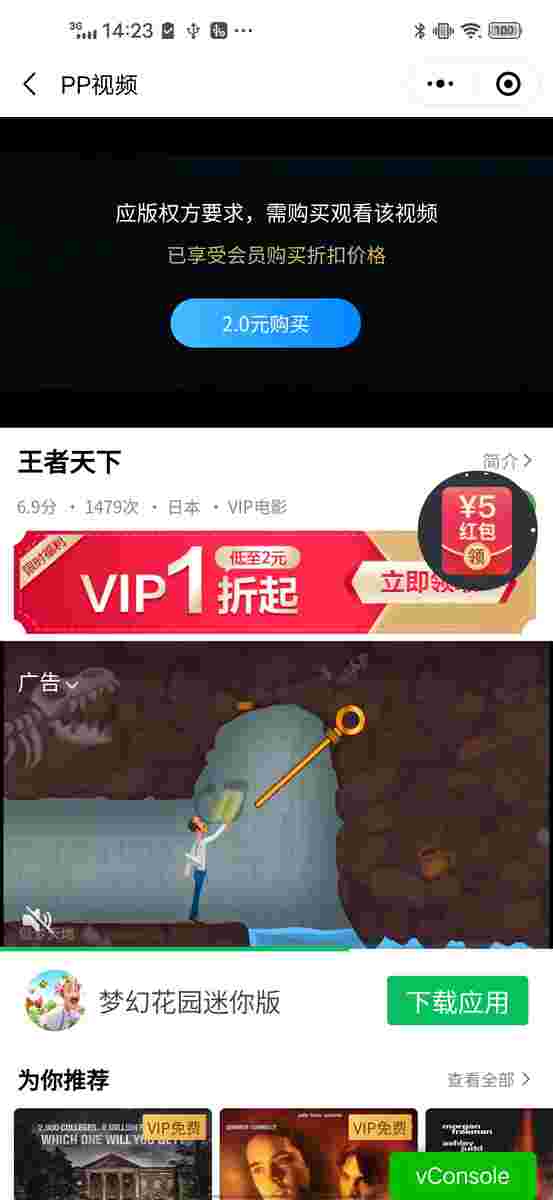 3G 14:23 100
PP视频
应版权方要求，需购买观看该视频
已享受会员购买折扣价格
2.0元购买
王者天下
简介
6.9分 · 1479次 · 日本 · VIP电影
¥5
红包
领
限时福利
VIP1折起
低至2元
立即领
广告
梦幻花园迷你版
下载应用
为你推荐
查看全部
VIP免费
WHICH ONE WILL YOU GET
VIP免费
morgan
freeman
ashley
judd
vConsole